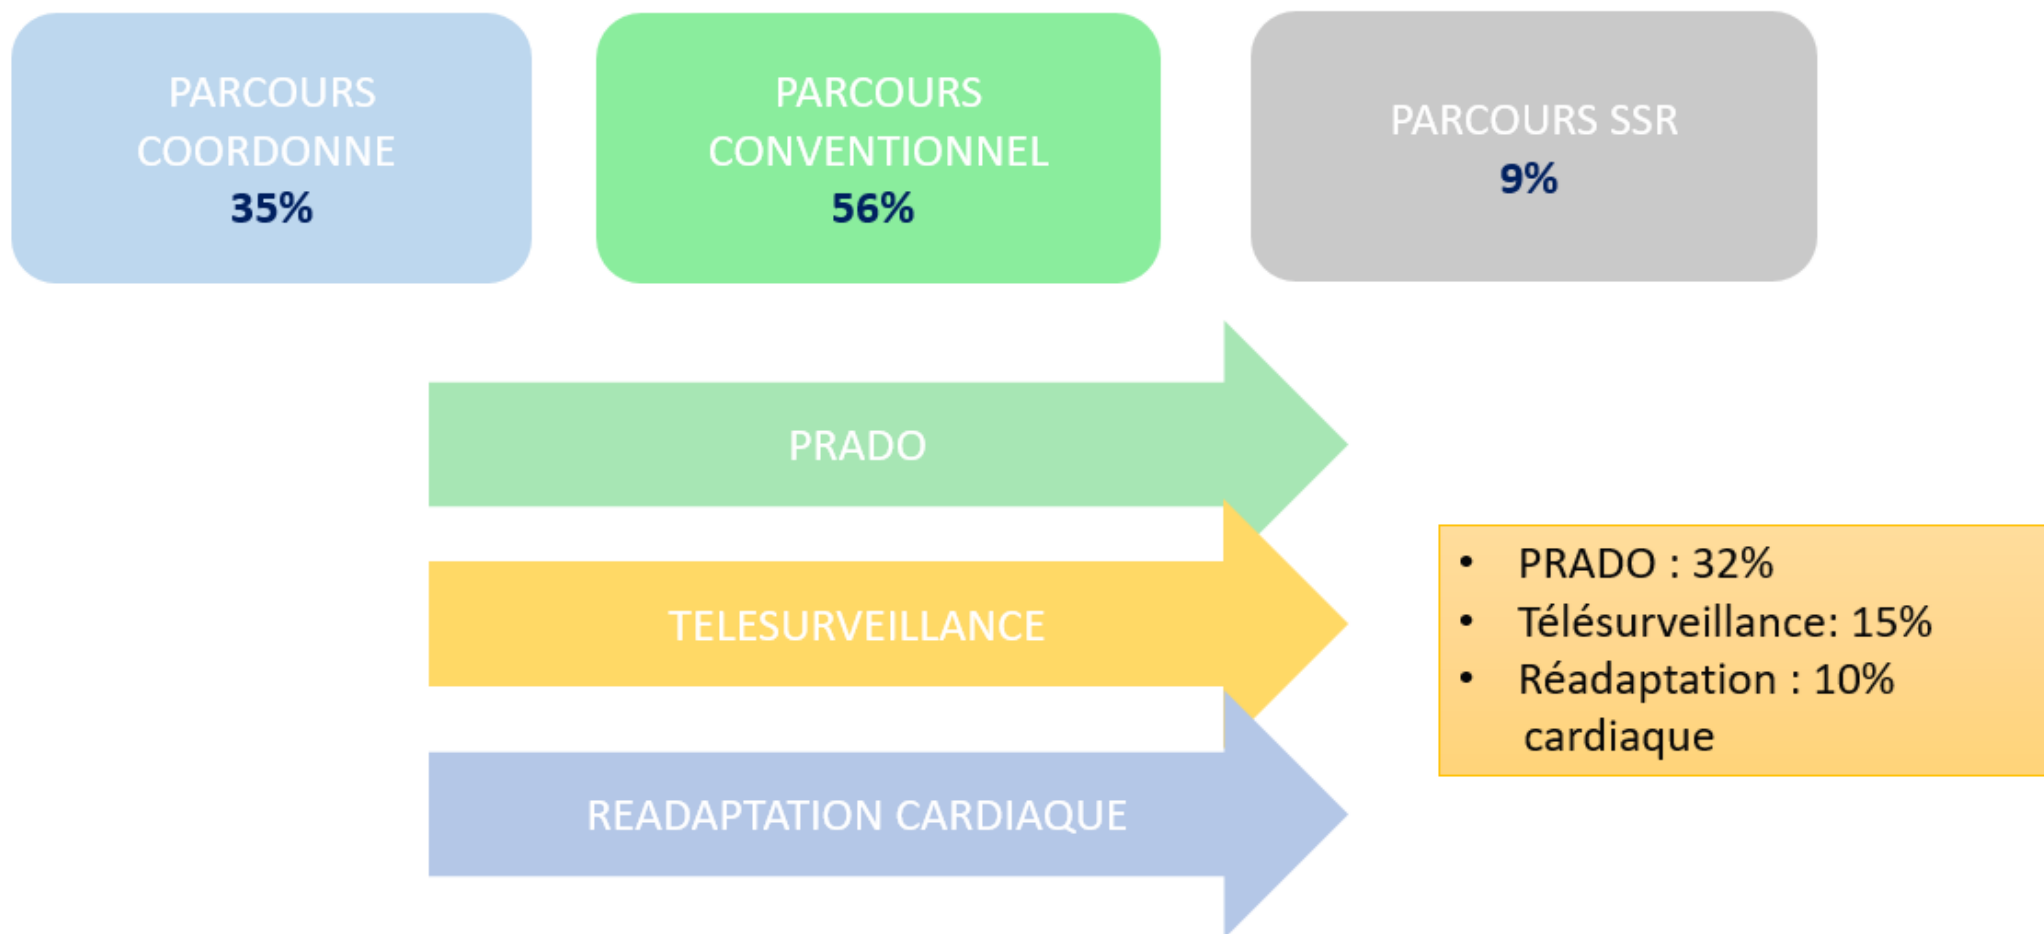 PARCOURS
COORDONNE
35%
PARCOURS
CONVENTIONNEL
56%
PARCOURS SSR
9%
PRADO
TELESURVEILLANCE
READAPTATION CARDIAQUE
• PRADO : 32%
• Télésurveillance: 15%
• Réadaptation : 10%
cardiaque